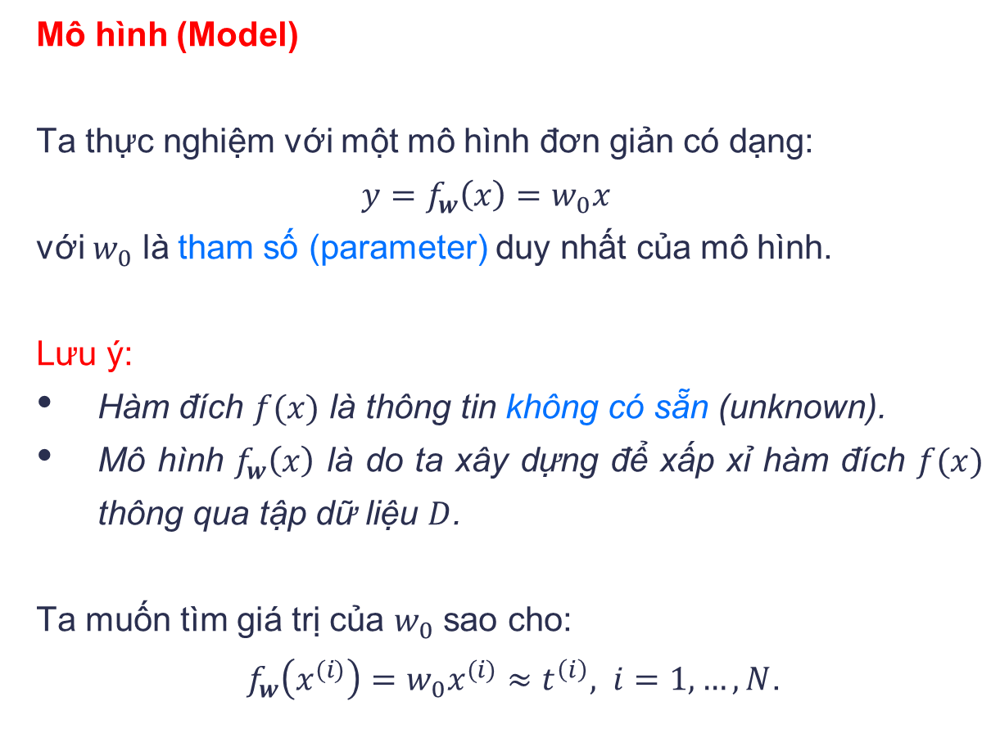 Mô hình (Model)
Ta thực nghiệm với một mô hình đơn giản có dạng:
$y = f_{\boldsymbol{w}}(x) = w_0 x$
với $w_0$ là tham số (parameter) duy nhất của mô hình.
Lưu ý:
• Hàm đích $f(x)$ là thông tin không có sẵn (unknown).
• Mô hình $f_{\boldsymbol{w}}(x)$ là do ta xây dựng để xấp xỉ hàm đích $f(x)$
thông qua tập dữ liệu $D$.
Ta muốn tìm giá trị của $w_0$ sao cho:
$f_{\boldsymbol{w}}(x^{(i)}) = w_0 x^{(i)} \approx t^{(i)},\ i = 1, \ldots, N.$